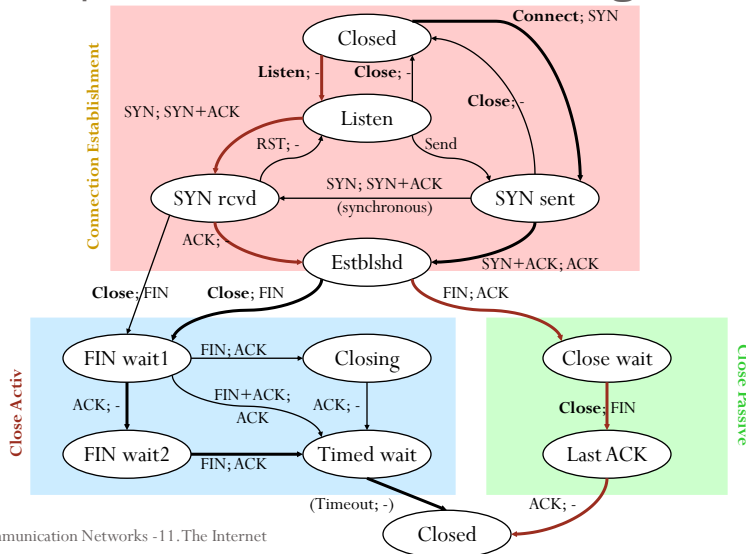 Closed
Connect; SYN
Listen; -
Close; -
Close; -
Listen
SYN; SYN+ACK
RST; -
Send
SYN rcvd
SYN; SYN+ACK
(synchronous)
SYN sent
ACK; -
Estblshd
SYN+ACK; ACK
Connection Establishment
Close; FIN
Close; FIN
FIN; ACK
FIN wait1
FIN; ACK
Closing
Close wait
ACK; -
FIN+ACK;
ACK
ACK; -
Close; FIN
FIN wait2
FIN; ACK
Timed wait
Last ACK
Close Activ
Close Passive
(Timeout; -)
ACK; -
Closed
mmunication Networks -11.The Internet